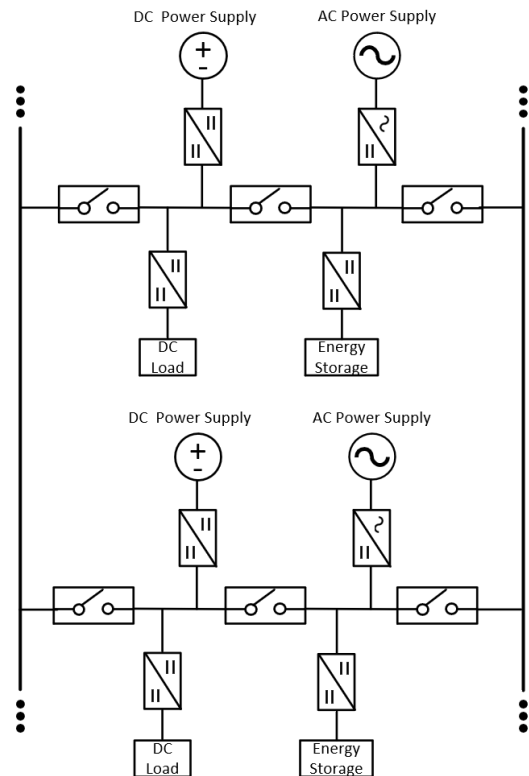 DC Power Supply
AC Power Supply
DC
Load
Energy
Storage
DC Power Supply
AC Power Supply
DC
Load
Energy
Storage